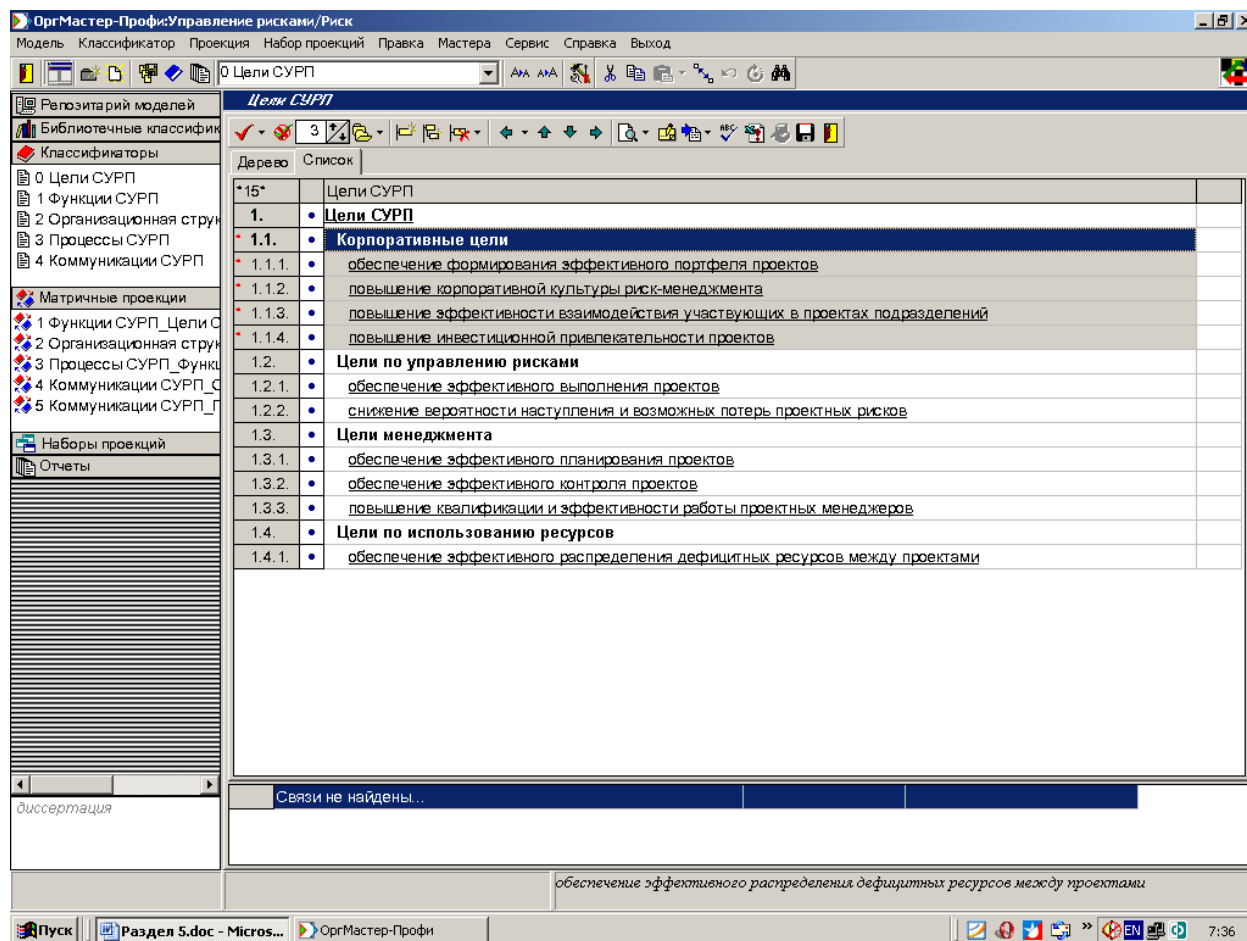 ОргМастер-Профи:Управление рисками/Риск
Модель Классификатор Проекция Набор проекций Правка Мастера Сервис Справка Выход
0 Цели СУРП
Репозитарий моделей
Библиотечные классифик
Классификаторы
0 Цели СУРП
1 Функции СУРП
2 Организационная струк
3 Процессы СУРП
4 Коммуникации СУРП
Матричные проекции
1 Функции СУРП_Цели С
2 Организационная струк
3 Процессы СУРП_Функц
4 Коммуникации СУРП_С
5 Коммуникации СУРП_П
Наборы проекций
Отчеты
диссертация
Цели СУРП
3
ABC
Дерево Список
*15* Цели СУРП
1. • Цели СУРП
* 1.1. • Корпоративные цели
* 1.1.1. • обеспечение формирования эффективного портфеля проектов
* 1.1.2. • повышение корпоративной культуры риск-менеджмента
* 1.1.3. • повышение эффективности взаимодействия участвующих в проектах подразделений
* 1.1.4. • повышение инвестиционной привлекательности проектов
1.2. • Цели по управлению рисками
1.2.1. • обеспечение эффективного выполнения проектов
1.2.2. • снижение вероятности наступления и возможных потерь проектных рисков
1.3. • Цели менеджмента
1.3.1. • обеспечение эффективного планирования проектов
1.3.2. • обеспечение эффективного контроля проектов
1.3.3. • повышение квалификации и эффективности работы проектных менеджеров
1.4. • Цели по использованию ресурсов
1.4.1. • обеспечение эффективного распределения дефицитных ресурсов между проектами
Связи не найдены...
обеспечение эффективного распределения дефицитных ресурсов между проектами
Пуск Раздел 5.doc - Micros... ОргМастер-Профи » EN 7:36